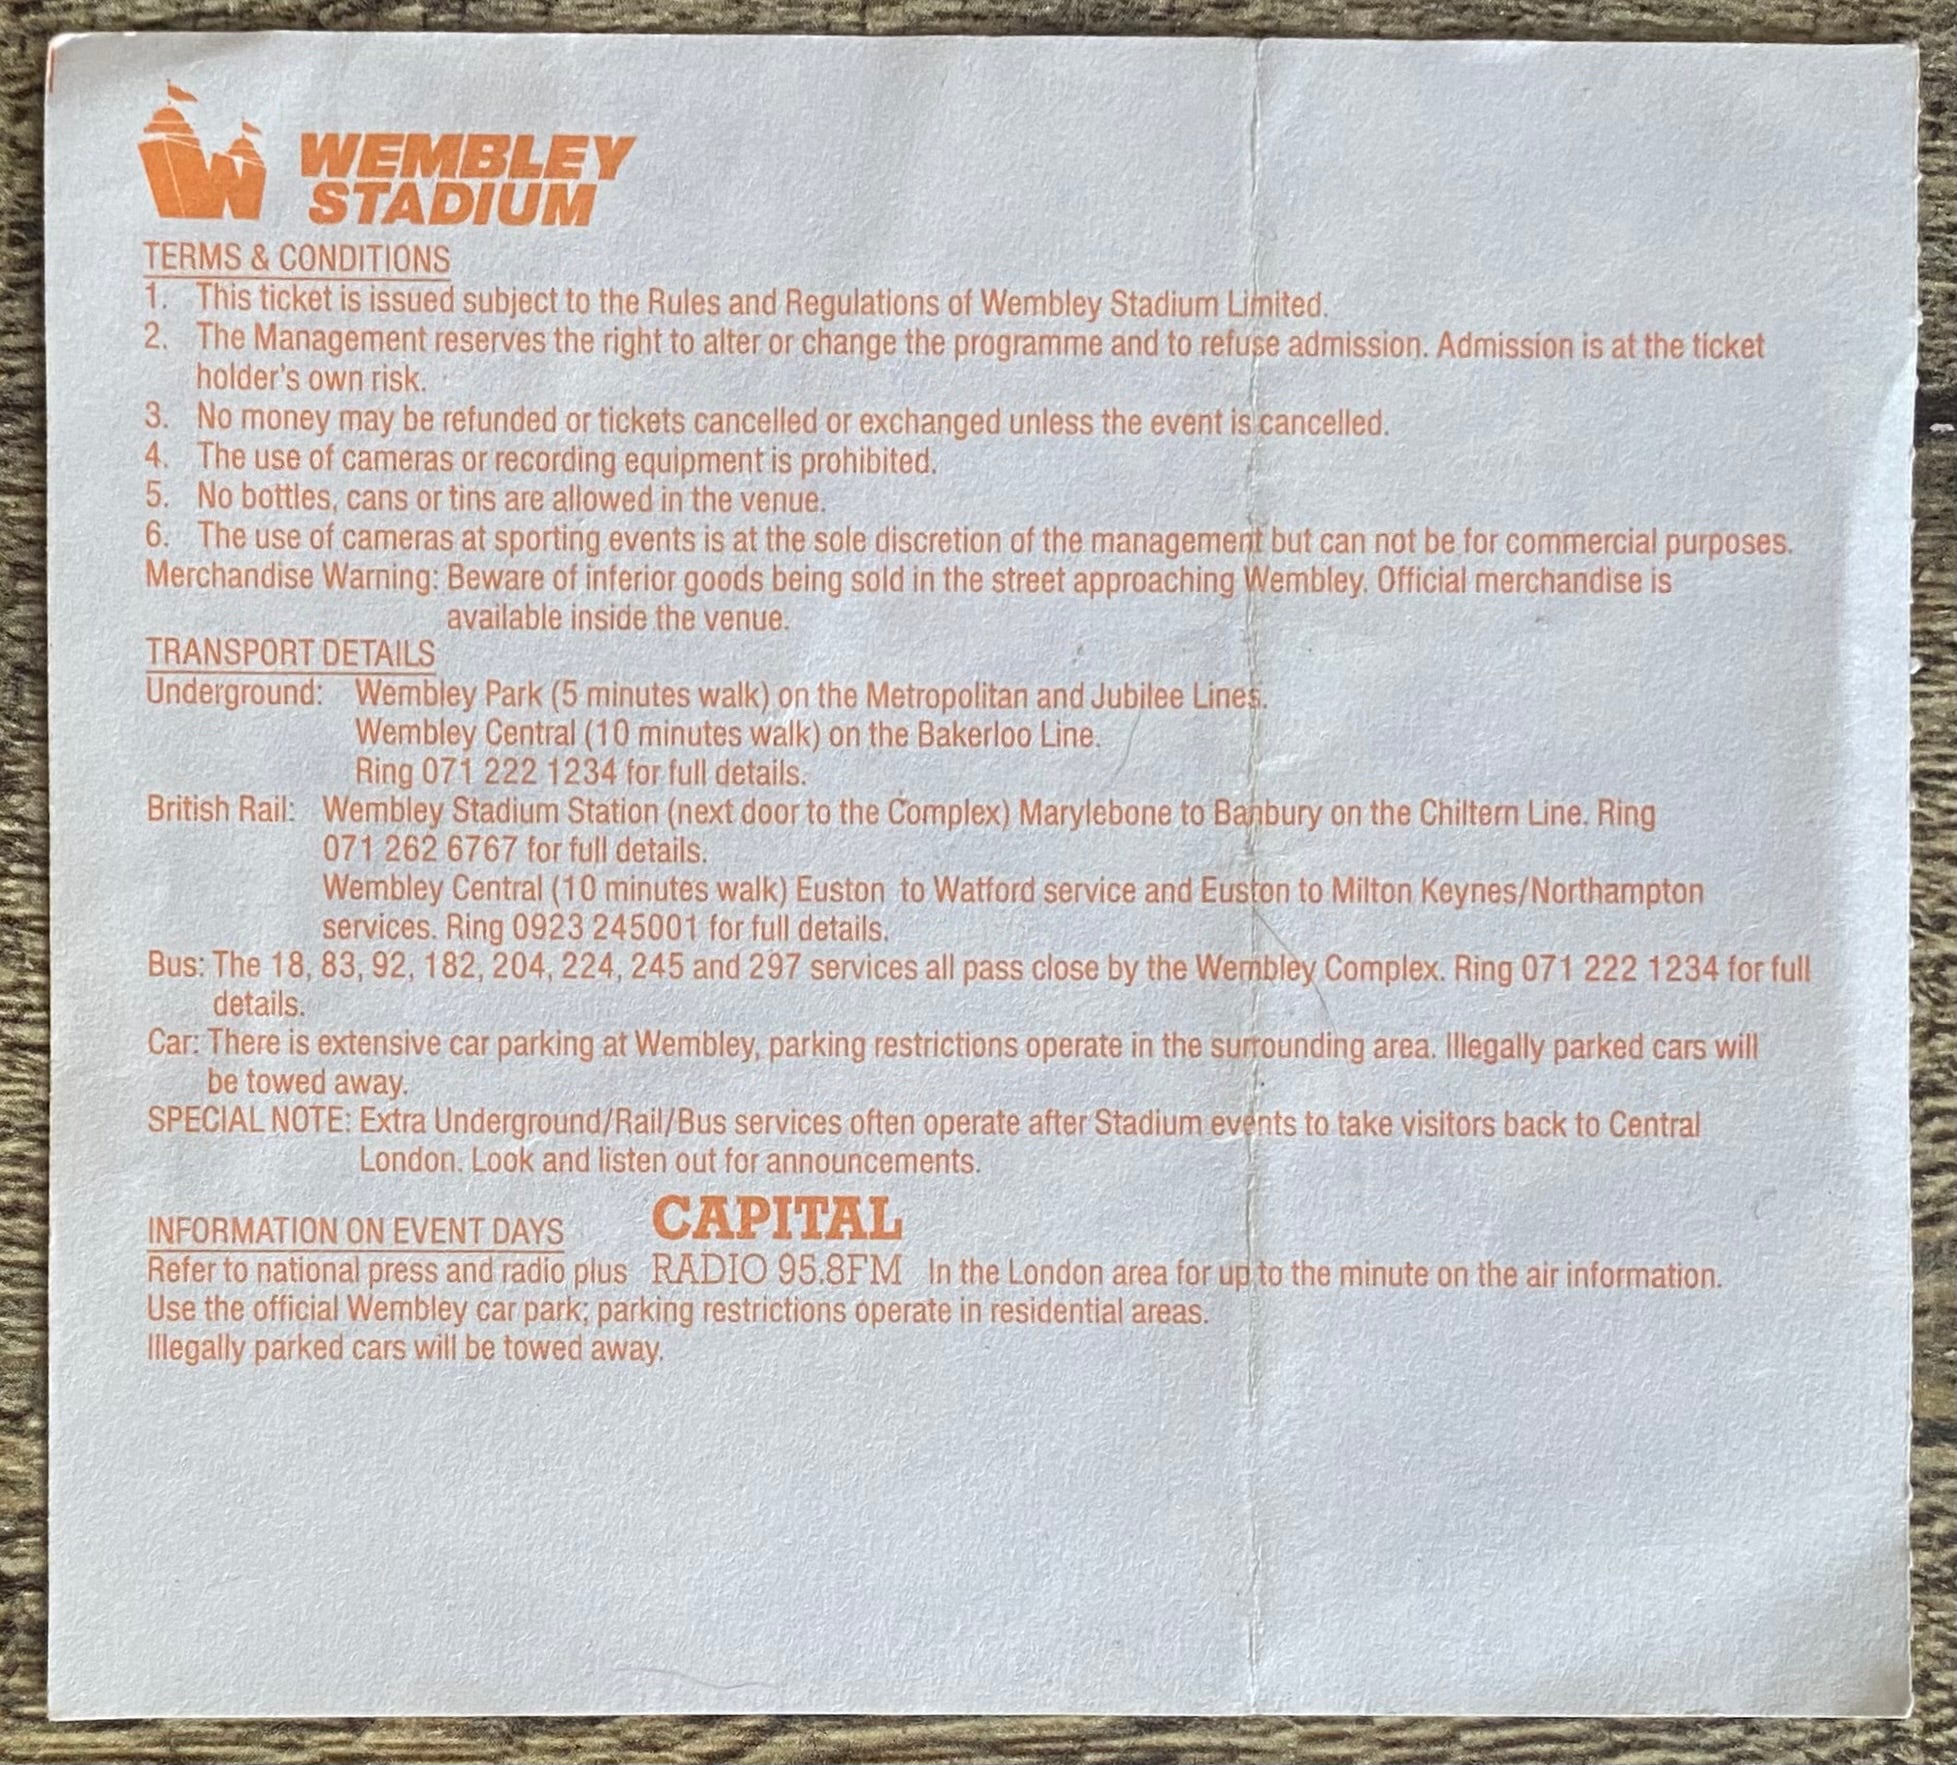 WEMBLEY
STADIUM
TERMS & CONDITIONS
1. This ticket is issued subject to the Rules and Regulations of Wembley Stadium Limited.
2. The Management reserves the right to alter or change the programme and to refuse admission. Admission is at the ticket
holder's own risk.
3. No money may be refunded or tickets cancelled or exchanged unless the event is cancelled.
4. The use of cameras or recording equipment is prohibited.
5. No bottles, cans or tins are allowed in the venue.
6. The use of cameras at sporting events is at the sole discretion of the management but can not be for commercial purposes.
Merchandise Warning: Beware of inferior goods being sold in the street approaching Wembley. Official merchandise is
available inside the venue.
TRANSPORT DETAILS
Underground: Wembley Park (5 minutes walk) on the Metropolitan and Jubilee Lines.
Wembley Central (10 minutes walk) on the Bakerloo Line.
Ring 071 222 1234 for full details.
British Rail: Wembley Stadium Station (next door to the Complex) Marylebone to Banbury on the Chiltern Line. Ring
071 262 6767 for full details.
Wembley Central (10 minutes walk) Euston to Watford service and Euston to Milton Keynes/Northampton
services. Ring 0923 245001 for full details.
Bus: The 18, 83, 92, 182, 204, 224, 245 and 297 services all pass close by the Wembley Complex. Ring 071 222 1234 for full
details.
Car: There is extensive car parking at Wembley, parking restrictions operate in the surrounding area. Illegally parked cars will
be towed away.
SPECIAL NOTE: Extra Underground/Rail/Bus services often operate after Stadium events to take visitors back to Central
London. Look and listen out for announcements.
INFORMATION ON EVENT DAYS CAPITAL
Refer to national press and radio plus RADIO 95.8FM In the London area for up to the minute on the air information.
Use the official Wembley car park; parking restrictions operate in residential areas.
Illegally parked cars will be towed away.